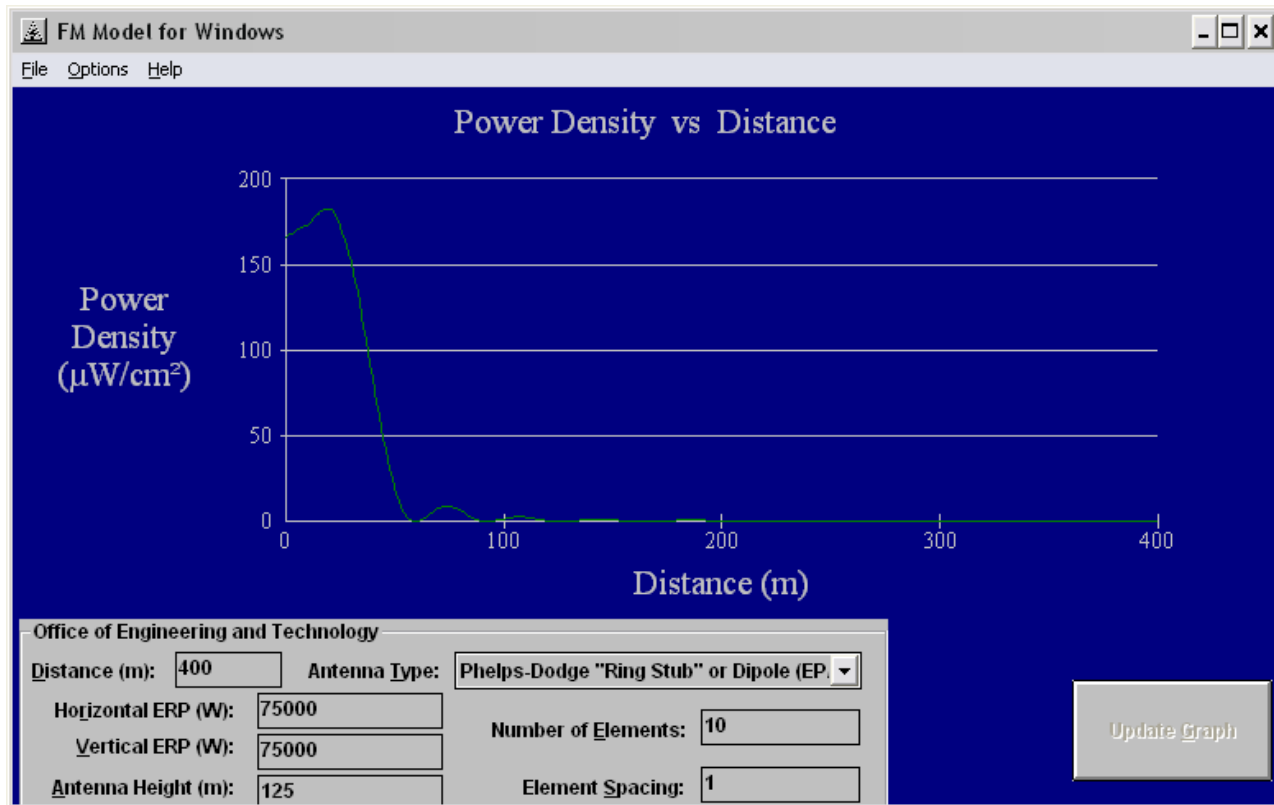 FM Model for Windows
File Options Help
Power Density vs Distance
Power
Density
(µW/cm²)
200
150
100
50
0
0 100 200 300 400
Distance (m)
Office of Engineering and Technology
Distance (m): 400 Antenna Type: Phelps-Dodge "Ring Stub" or Dipole (EP
Horizontal ERP (W): 75000
Vertical ERP (W): 75000
Number of Elements: 10
Antenna Height (m): 125
Element Spacing: 1
Update Graph